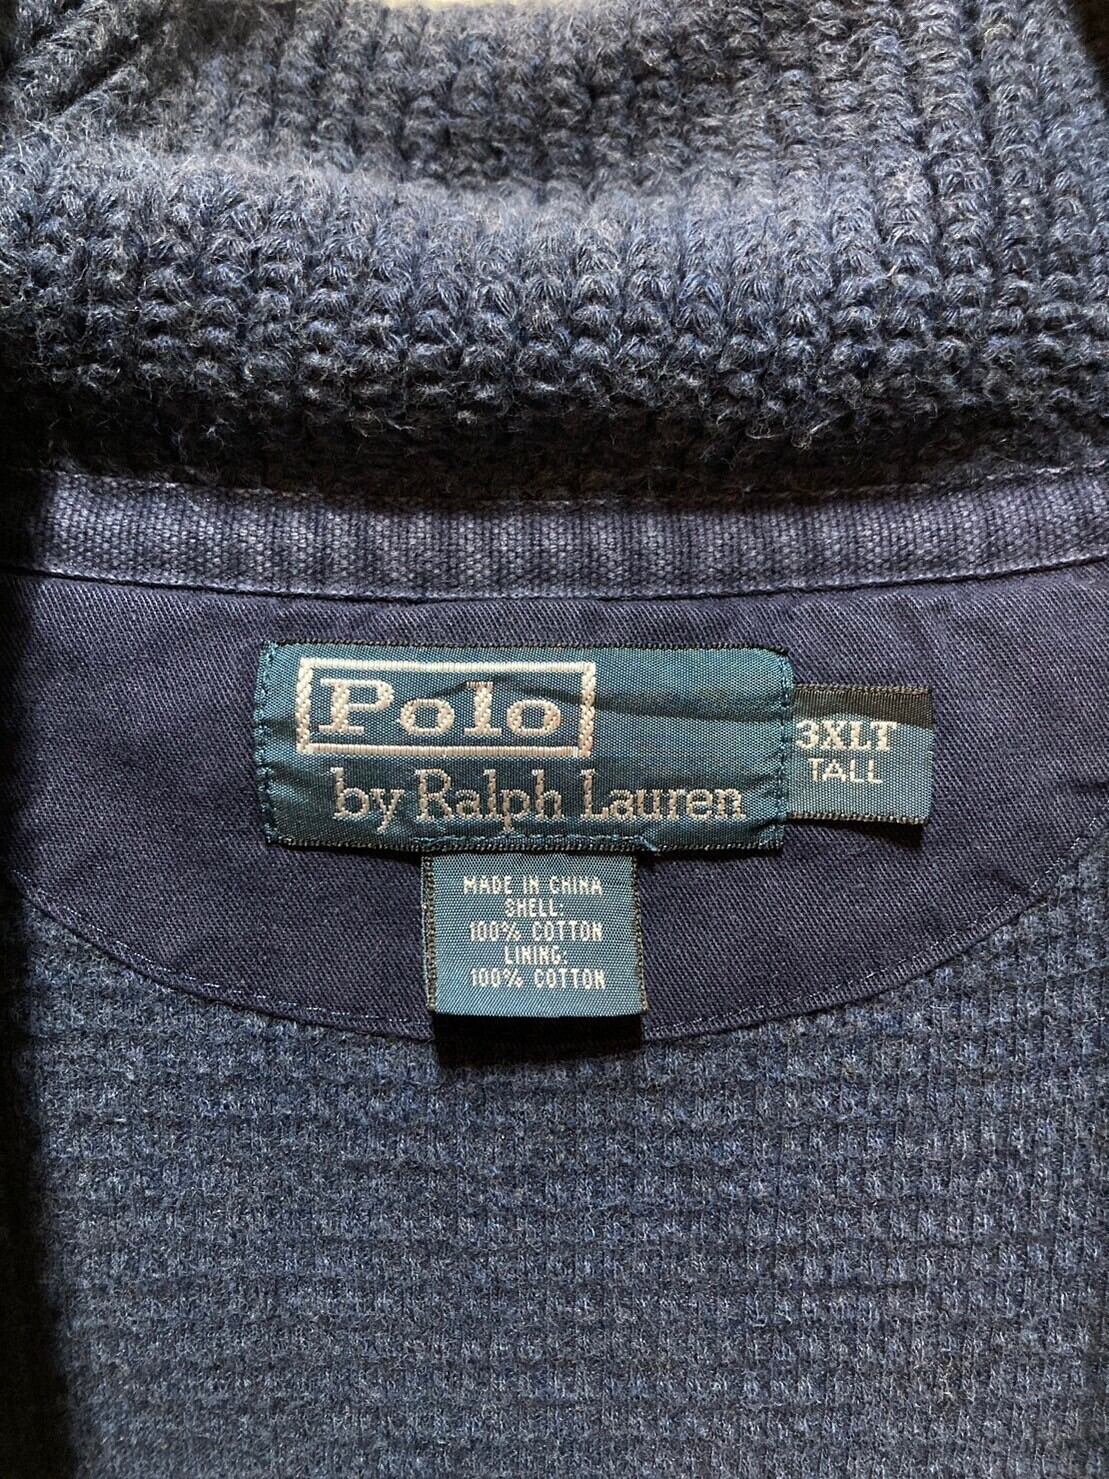 Polo
by Ralph Lauren
3XLT
TALL
MADE IN CHINA
SHELL:
100% COTTON
LINING:
100% COTTON